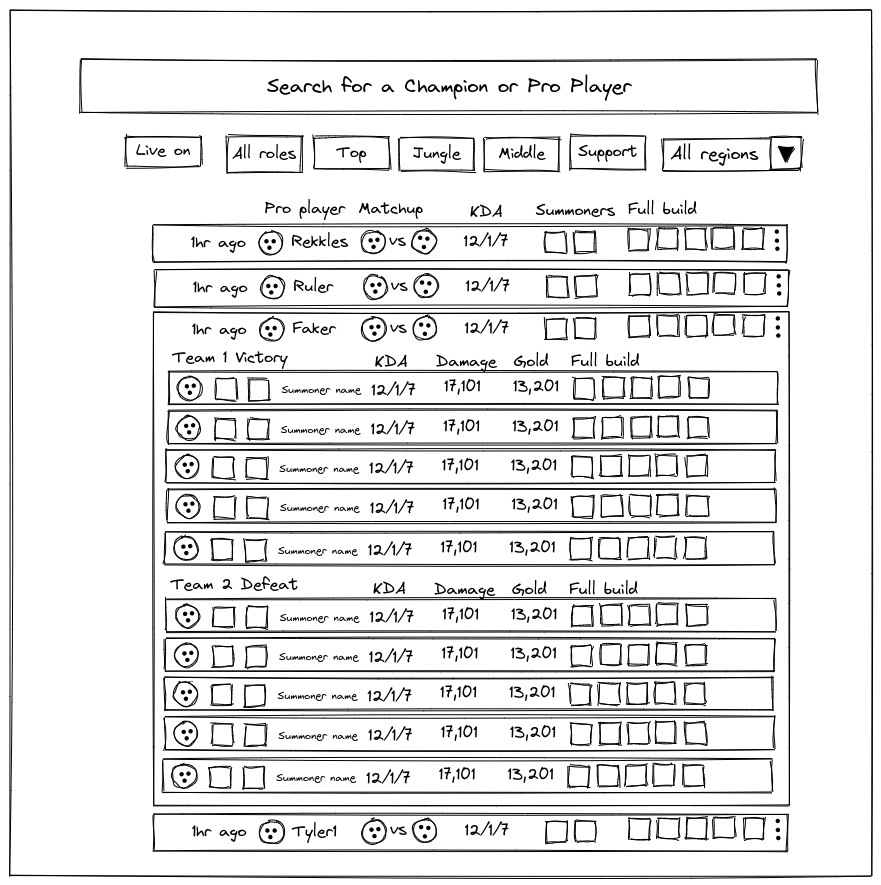 Search for a Champion or Pro Player
Live on All roles Top Jungle Middle Support All regions
Pro player Matchup KDA Summoners Full build
1hr ago Rekkles vs 12/1/7
1hr ago Ruler vs 12/1/7
1hr ago Faker vs 12/1/7
Team 1 Victory KDA Damage Gold Full build
Summoner name 12/1/7 17,101 13,201
Summoner name 12/1/7 17,101 13,201
Summoner name 12/1/7 17,101 13,201
Summoner name 12/1/7 17,101 13,201
Summoner name 12/1/7 17,101 13,201
Team 2 Defeat KDA Damage Gold Full build
Summoner name 12/1/7 17,101 13,201
Summoner name 12/1/7 17,101 13,201
Summoner name 12/1/7 17,101 13,201
Summoner name 12/1/7 17,101 13,201
Summoner name 12/1/7 17,101 13,201
1hr ago Tyler1 vs 12/1/7